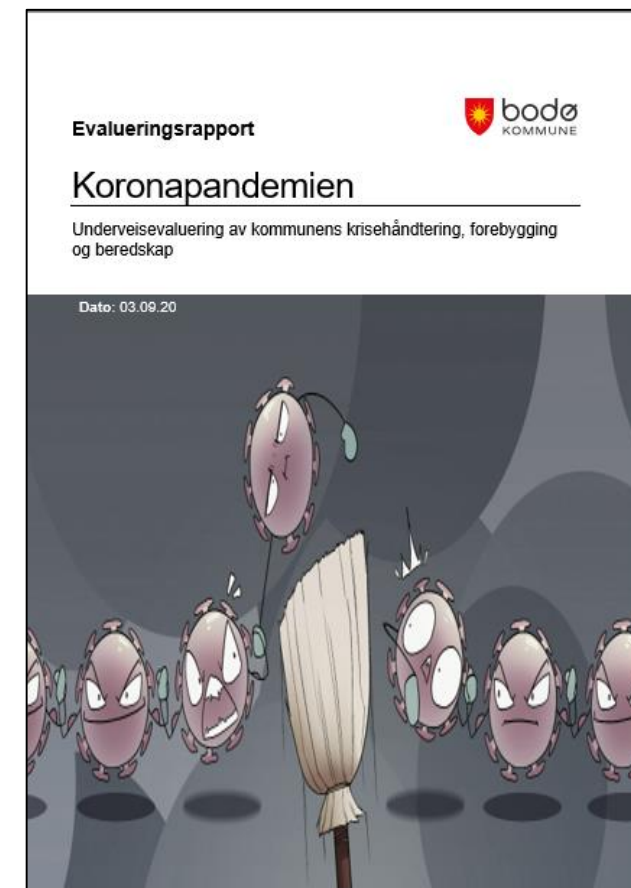 bodø
KOMMUNE
Evalueringsrapport
Koronapandemien
Underveisevaluering av kommunens krisehåndtering, forebygging
og beredskap
Dato: 03.09.20